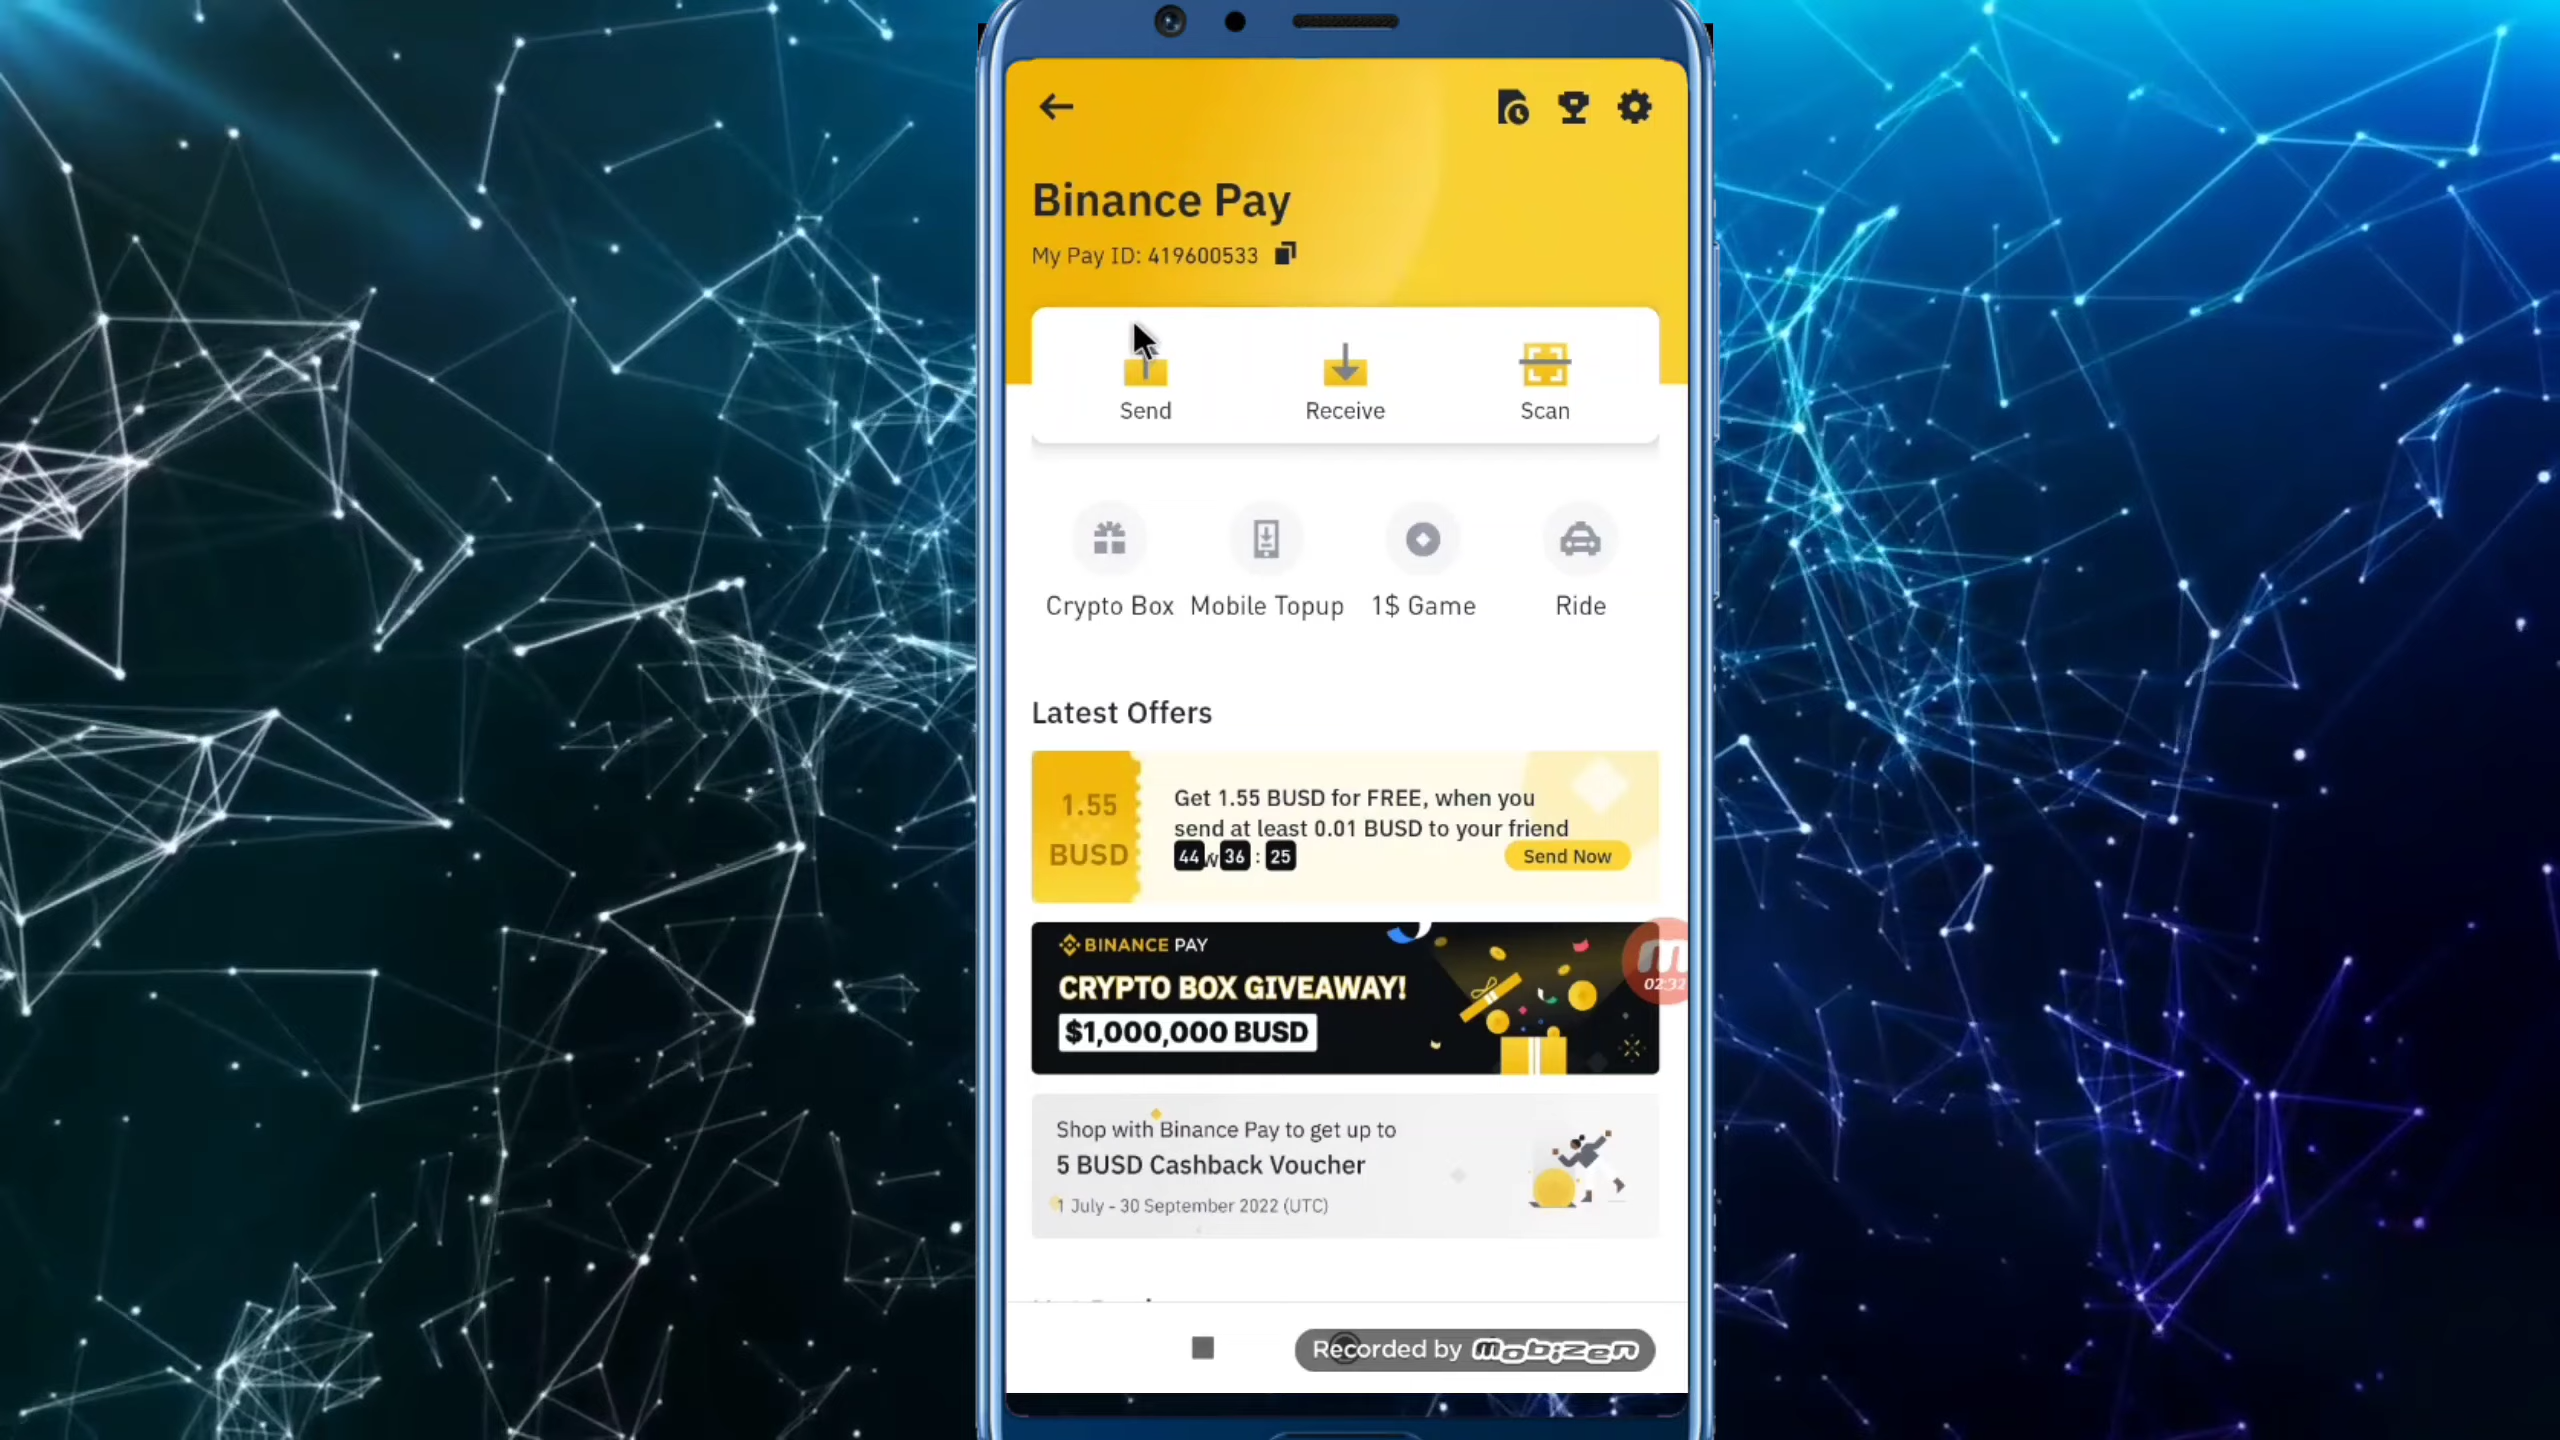 Binance Pay
My Pay ID: 419600533
Send
Receive
Scan
Crypto Box
Mobile Topup
1$ Game
Ride
Latest Offers
1.55
BUSD
Get 1.55 BUSD for FREE, when you
send at least 0.01 BUSD to your friend
44 36 : 25
Send Now
BINANCE PAY
CRYPTO BOX GIVEAWAY!
$1,000,000 BUSD
02:32
Shop with Binance Pay to get up to
5 BUSD Cashback Voucher
1 July - 30 September 2022 (UTC)
Recorded by mobizen